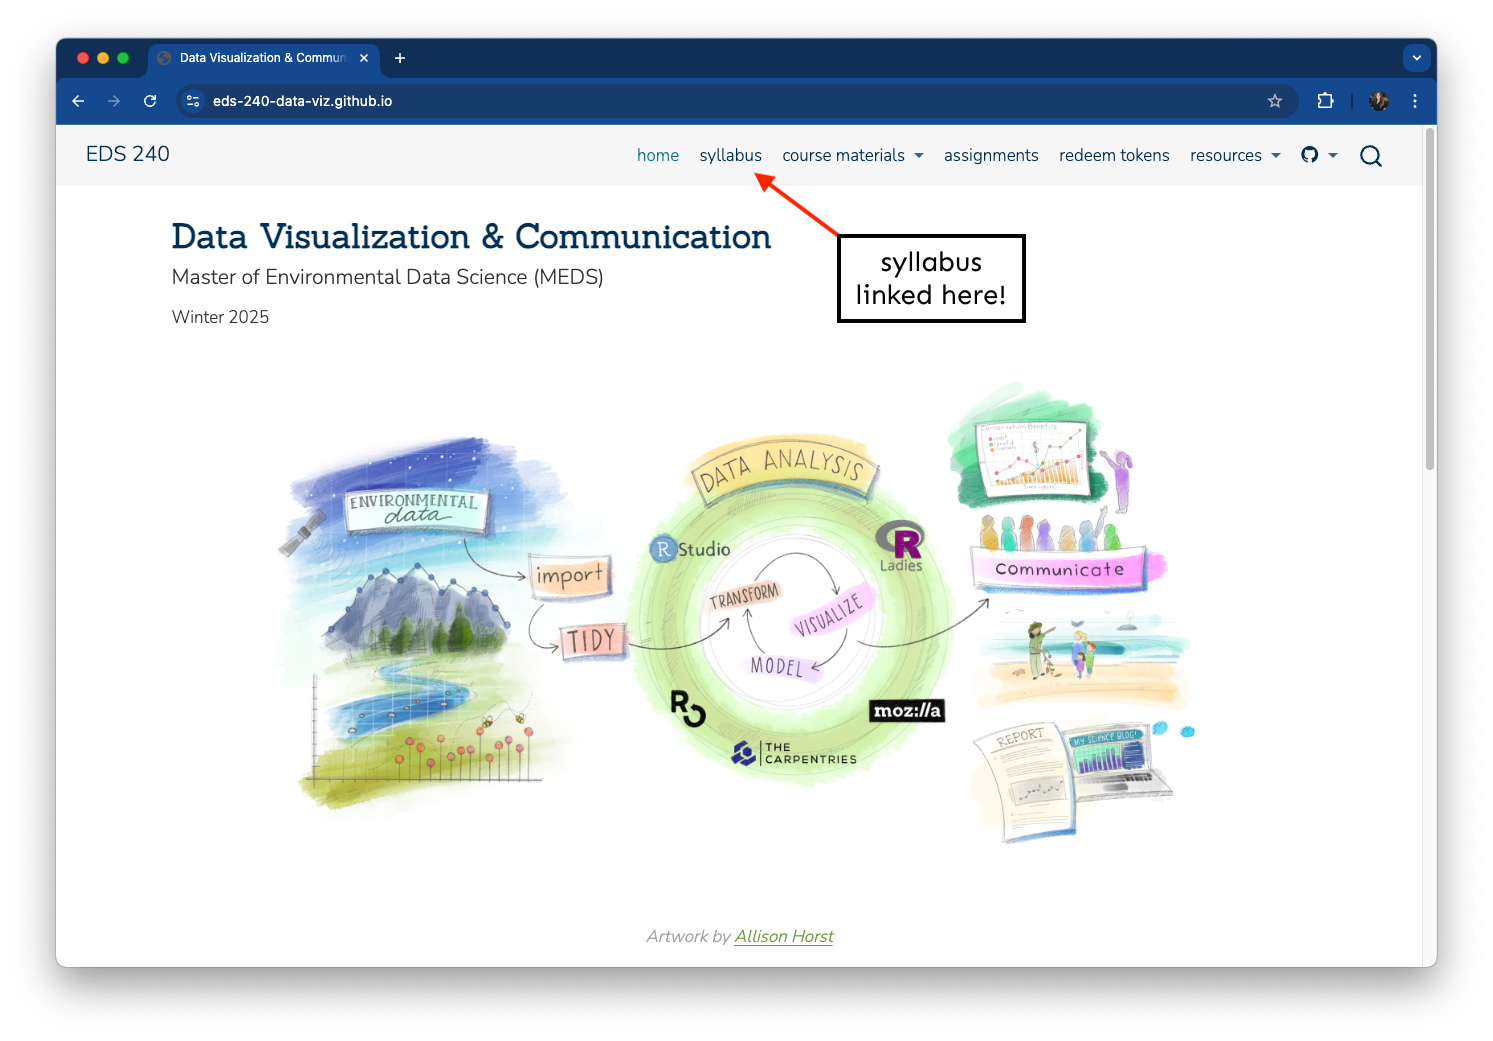 Data Visualization & Commun
eds-240-data-viz.github.io
EDS 240
home syllabus course materials assignments redeem tokens resources
Data Visualization & Communication
Master of Environmental Data Science (MEDS)
Winter 2025
syllabus
linked here!
ENVIRONMENTAL
data
import
TIDY
DATA ANALYSIS
R Studio
R
Ladies
TRANSFORM
VISUALIZE
MODEL
R
moz://a
THE
CARPENTRIES
Conservation Benefits
communicate
REPORT
MY SCIENCE BLOG!
Artwork by Allison Horst